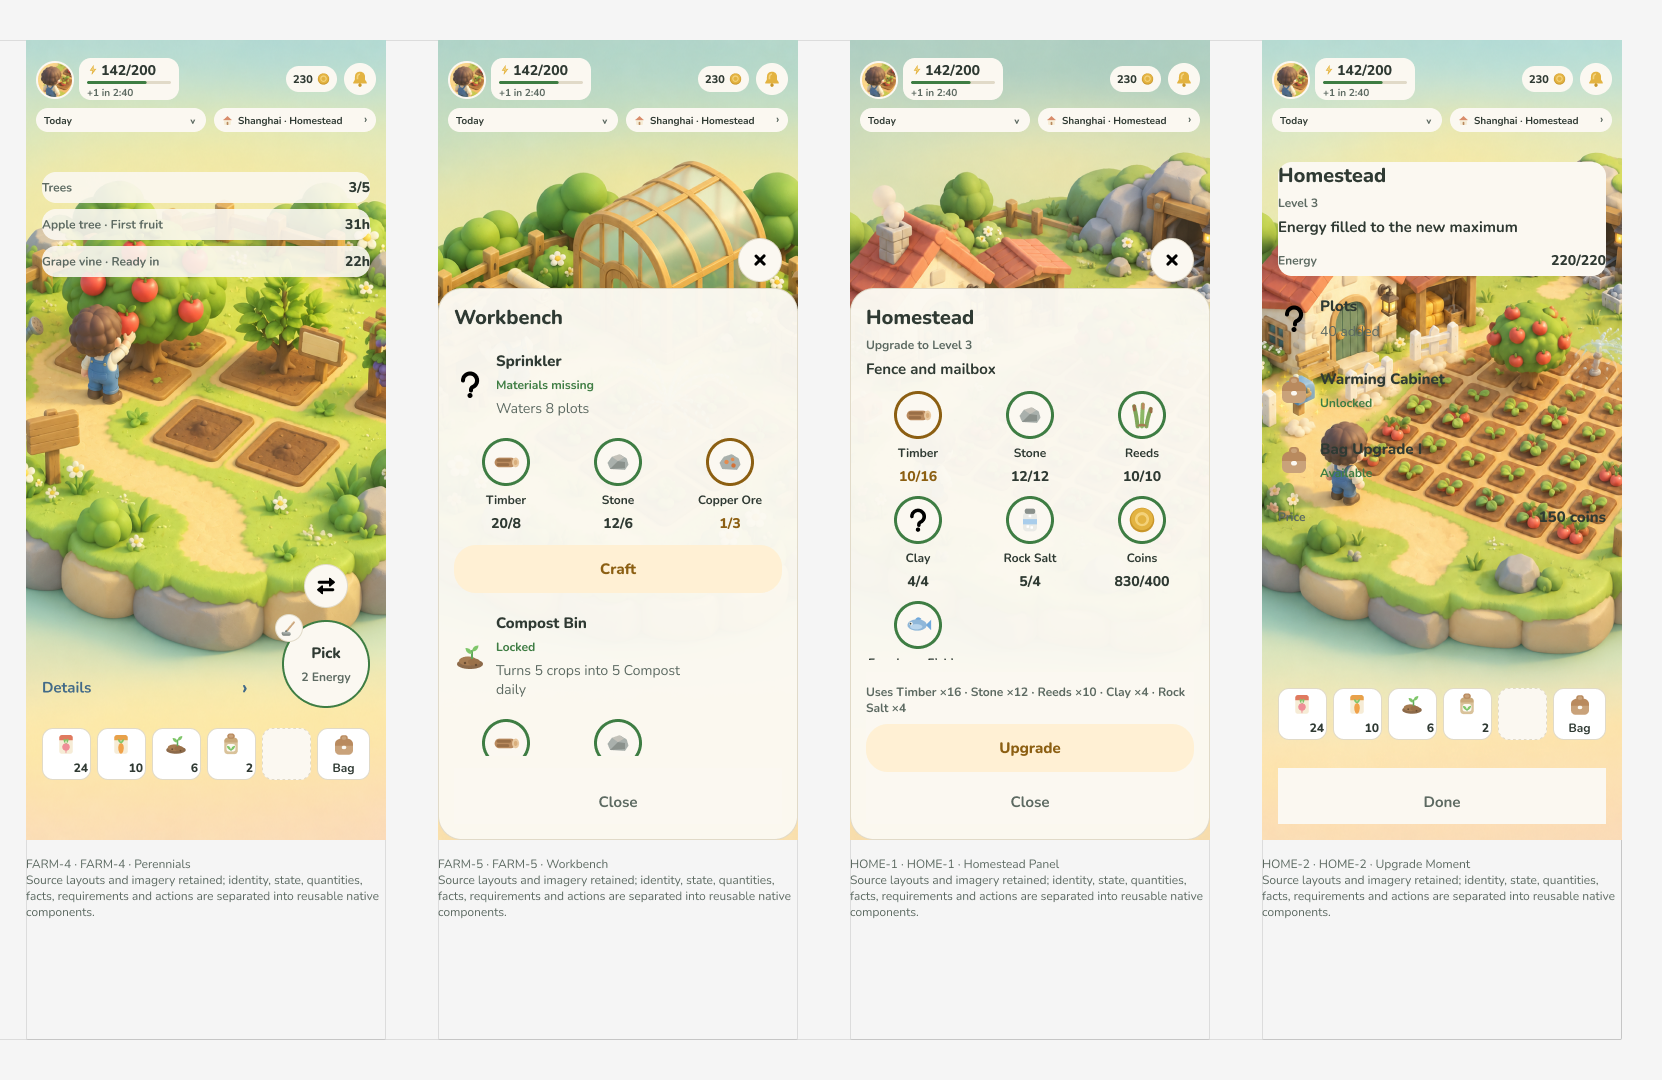 142/200
+1 in 2:40
230
Today
Shanghai · Homestead
Trees
3/5
Apple tree · First fruit
31h
Grape vine · Ready in
22h
Pick
2 Energy
Details
24
10
6
2
Bag
FARM-4 · FARM-4 · Perennials
Source layouts and imagery retained; identity, state, quantities,
facts, requirements and actions are separated into reusable native
components.
142/200
+1 in 2:40
230
Today
Shanghai · Homestead
Workbench
Sprinkler
Materials missing
Waters 8 plots
Timber
Stone
Copper Ore
20/8
12/6
1/3
Craft
Compost Bin
Locked
Turns 5 crops into 5 Compost
daily
Close
FARM-5 · FARM-5 · Workbench
Source layouts and imagery retained; identity, state, quantities,
facts, requirements and actions are separated into reusable native
components.
142/200
+1 in 2:40
230
Today
Shanghai · Homestead
Homestead
Upgrade to Level 3
Fence and mailbox
Timber
Stone
Reeds
10/16
12/12
10/10
Clay
Rock Salt
Coins
4/4
5/4
830/400
Uses Timber ×16 · Stone ×12 · Reeds ×10 · Clay ×4 · Rock
Salt ×4
Upgrade
Close
HOME-1 · HOME-1 · Homestead Panel
Source layouts and imagery retained; identity, state, quantities,
facts, requirements and actions are separated into reusable native
components.
142/200
+1 in 2:40
230
Today
Shanghai · Homestead
Homestead
Level 3
Energy filled to the new maximum
Energy
220/220
Plots
40 added
Warming Cabinet
Unlocked
Bag Upgrade I
Available
Price
150 coins
24
10
6
2
Bag
Done
HOME-2 · HOME-2 · Upgrade Moment
Source layouts and imagery retained; identity, state, quantities,
facts, requirements and actions are separated into reusable native
components.